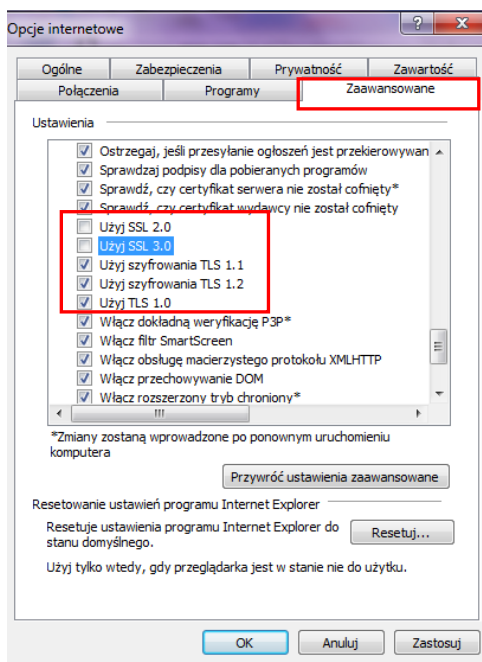 Opcje internetowe
Ogólne Zabezpieczenia Prywatność Zawartość
Połączenia Programy Zaawansowane
Ustawienia
Ostrzegaj, jeśli przesyłanie ogłoszeń jest przekierowywan
Sprawdzaj podpisy dla pobieranych programów
Sprawdź, czy certyfikat serwera nie został cofnięty*
Sprawdź, czy certyfikat wydawcy nie został cofnięty
Użyj SSL 2.0
Użyj SSL 3.0
Użyj szyfrowania TLS 1.1
Użyj szyfrowania TLS 1.2
Użyj TLS 1.0
Włącz dokładną weryfikację P3P*
Włącz filtr SmartScreen
Włącz obsługę macierzystego protokołu XMLHTTP
Włącz przechowywanie DOM
Włącz rozszerzony tryb chroniony*
*Zmiany zostaną wprowadzone po ponownym uruchomieniu
komputera
Przywróć ustawienia zaawansowane
Resetowanie ustawień programu Internet Explorer
Resetuje ustawienia programu Internet Explorer do
stanu domyślnego.
Resetuj...
Użyj tylko wtedy, gdy przeglądarka jest w stanie nie do użytku.
OK Anuluj Zastosuj